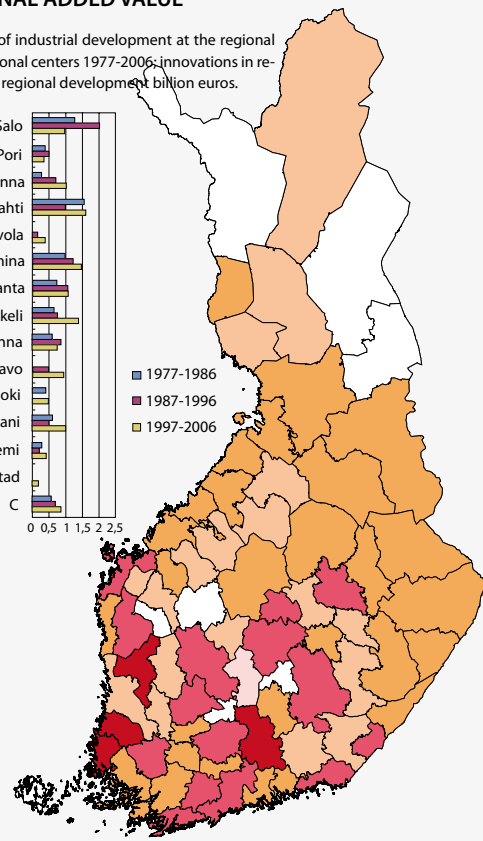 NAL ADDED VALUE
of industrial development at the regional
onal centers 1977-2006: innovations in re-
regional development billion euros.
Salo
Pori
nna
ahti
vola
nina
anta
keli
nna
avo
oki
ani
emi
tad
C
0 0,5 1 1,5 2 2,5
1977-1986
1987-1996
1997-2006